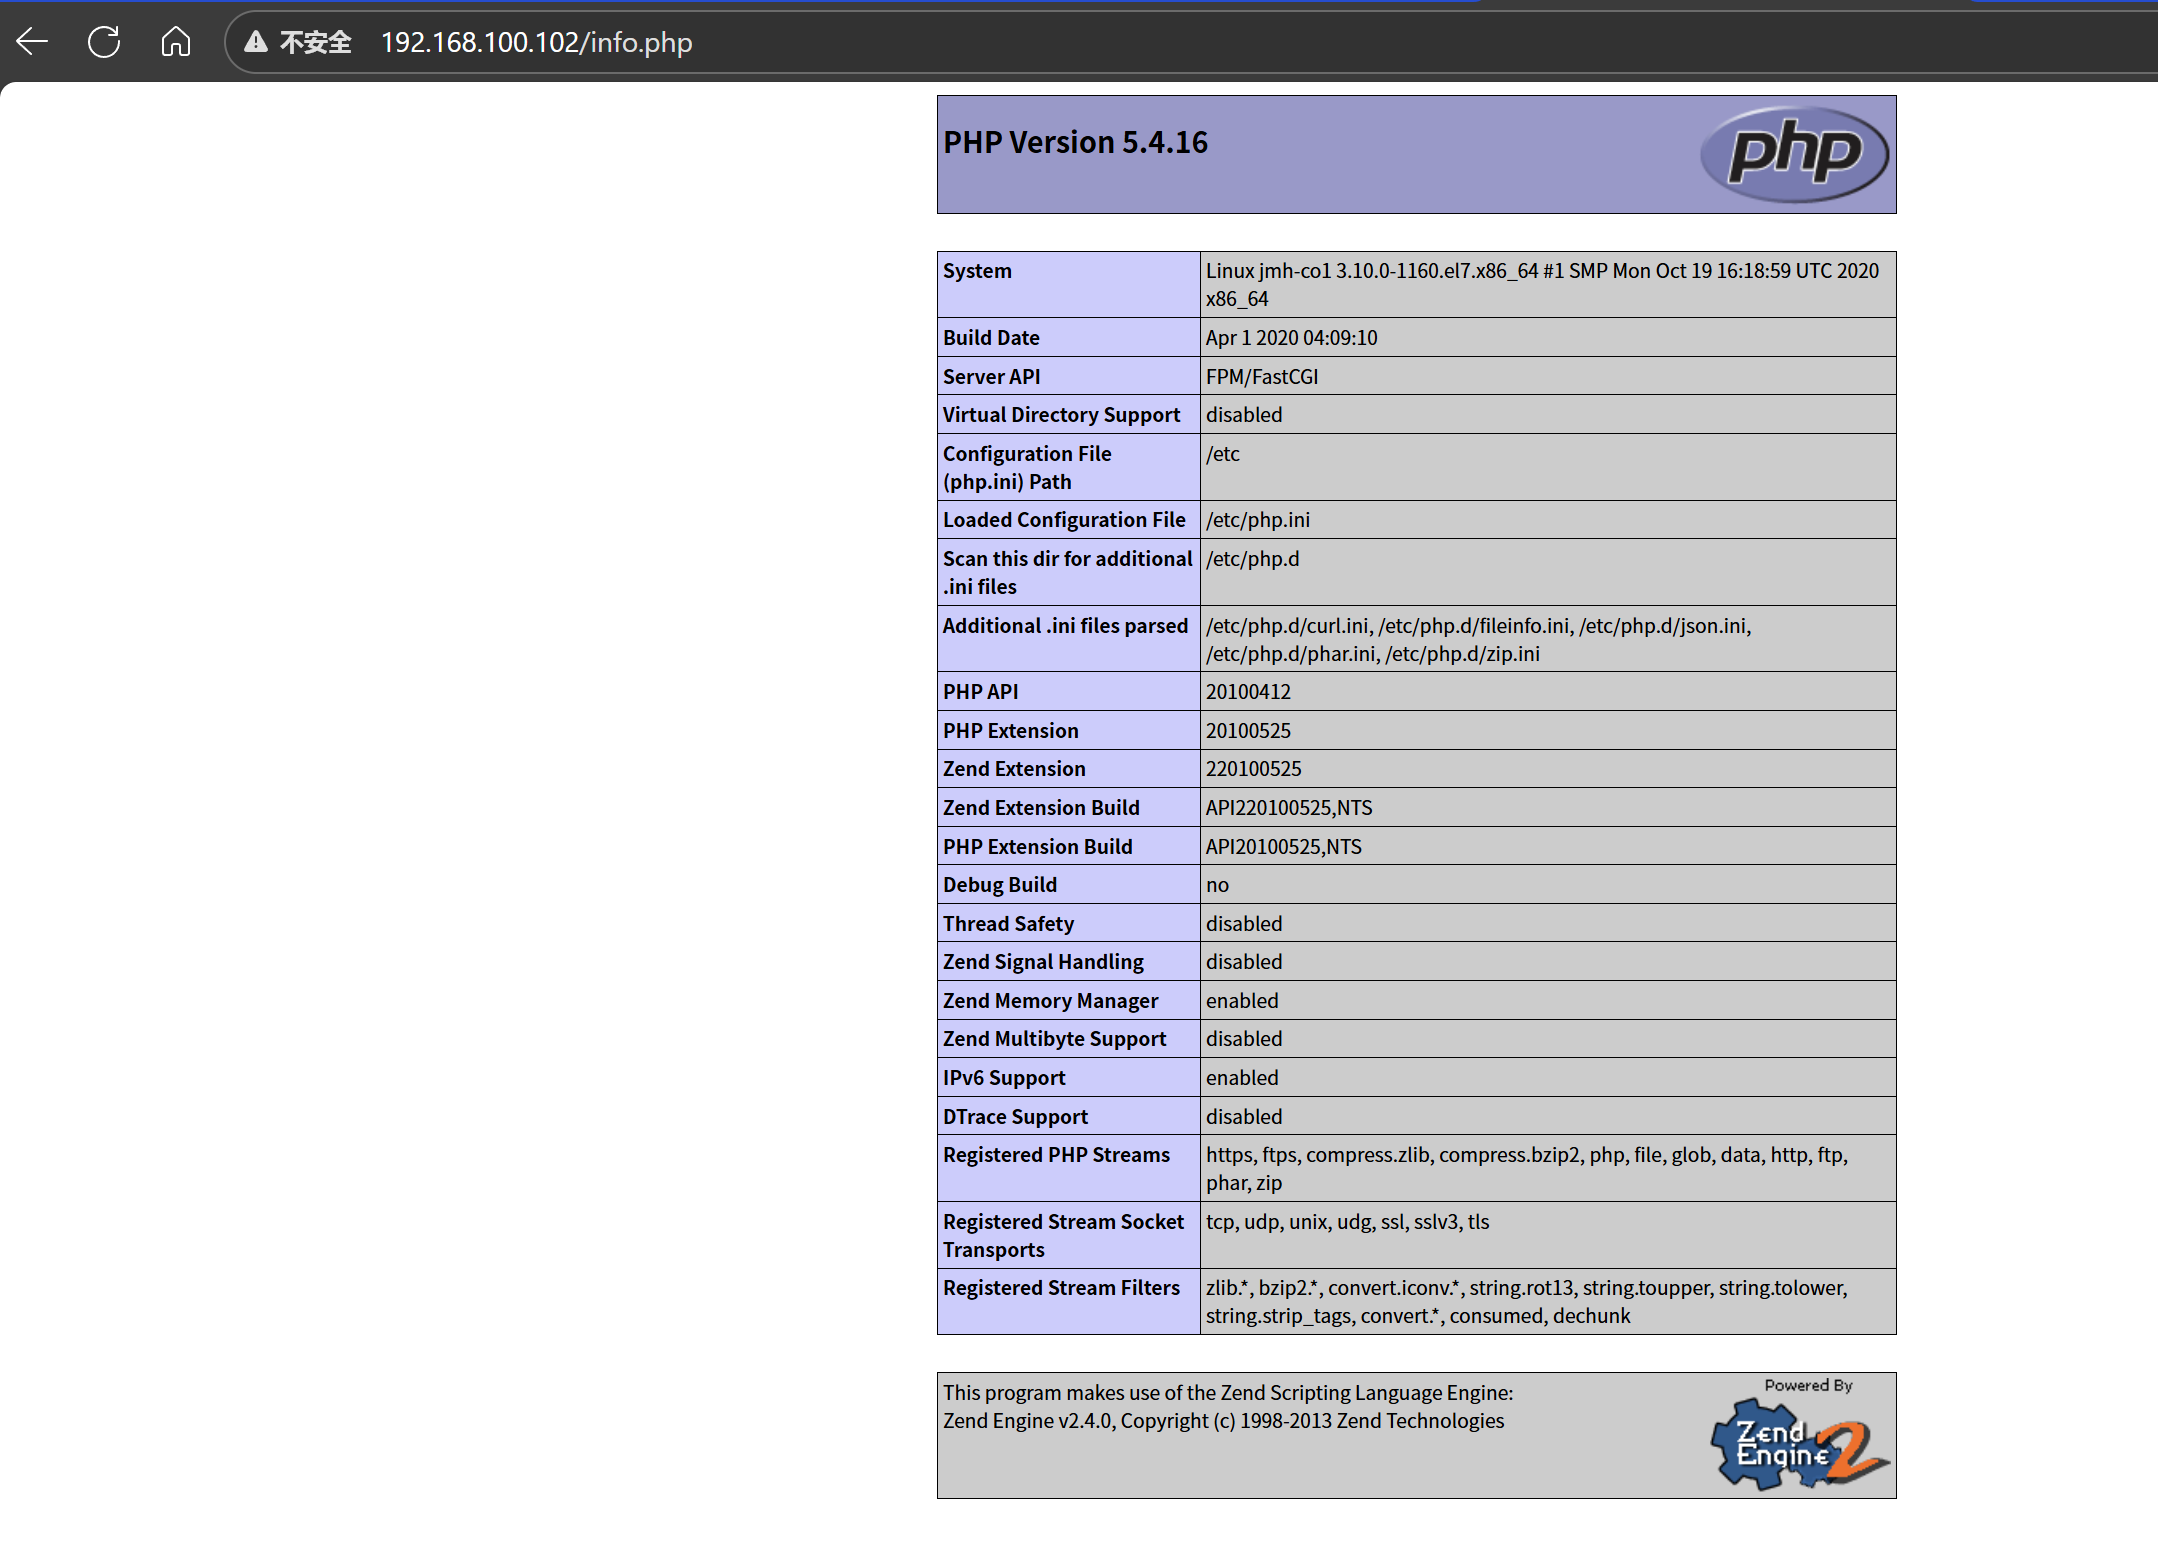 不安全 192.168.100.102/info.php
PHP Version 5.4.16
php
System Linux jmh-co1 3.10.0-1160.el7.x86_64 #1 SMP Mon Oct 19 16:18:59 UTC 2020
x86_64
Build Date Apr 1 2020 04:09:10
Server API FPM/FastCGI
Virtual Directory Support disabled
Configuration File /etc
(php.ini) Path
Loaded Configuration File /etc/php.ini
Scan this dir for additional /etc/php.d
.ini files
Additional .ini files parsed /etc/php.d/curl.ini, /etc/php.d/fileinfo.ini, /etc/php.d/json.ini,
/etc/php.d/phar.ini, /etc/php.d/zip.ini
PHP API 20100412
PHP Extension 20100525
Zend Extension 220100525
Zend Extension Build API220100525,NTS
PHP Extension Build API20100525,NTS
Debug Build no
Thread Safety disabled
Zend Signal Handling disabled
Zend Memory Manager enabled
Zend Multibyte Support disabled
IPv6 Support enabled
DTrace Support disabled
Registered PHP Streams https, ftps, compress.zlib, compress.bzip2, php, file, glob, data, http, ftp,
phar, zip
Registered Stream Socket tcp, udp, unix, udg, ssl, sslv3, tls
Transports
Registered Stream Filters zlib.*, bzip2.*, convert.iconv.*, string.rot13, string.toupper, string.tolower,
string.strip_tags, convert.*, consumed, dechunk
This program makes use of the Zend Scripting Language Engine:
Zend Engine v2.4.0, Copyright (c) 1998-2013 Zend Technologies
Powered By
Zend
Engine 2